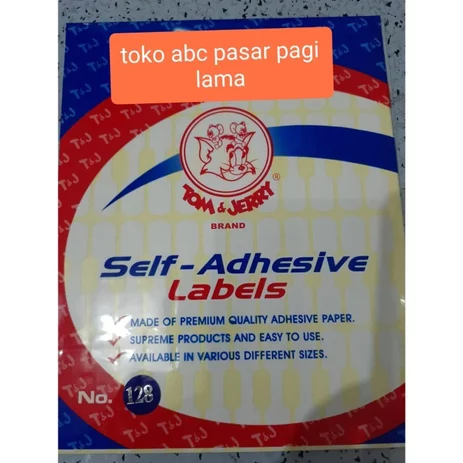 toko abc pasar pagi
lama
TOM & JERRY ®
BRAND
Self-Adhesive
Labels
MADE OF PREMIUM QUALITY ADHESIVE PAPER.
SUPREME PRODUCTS AND EASY TO USE.
AVAILABLE IN VARIOUS DIFFERENT SIZES.
No. 128